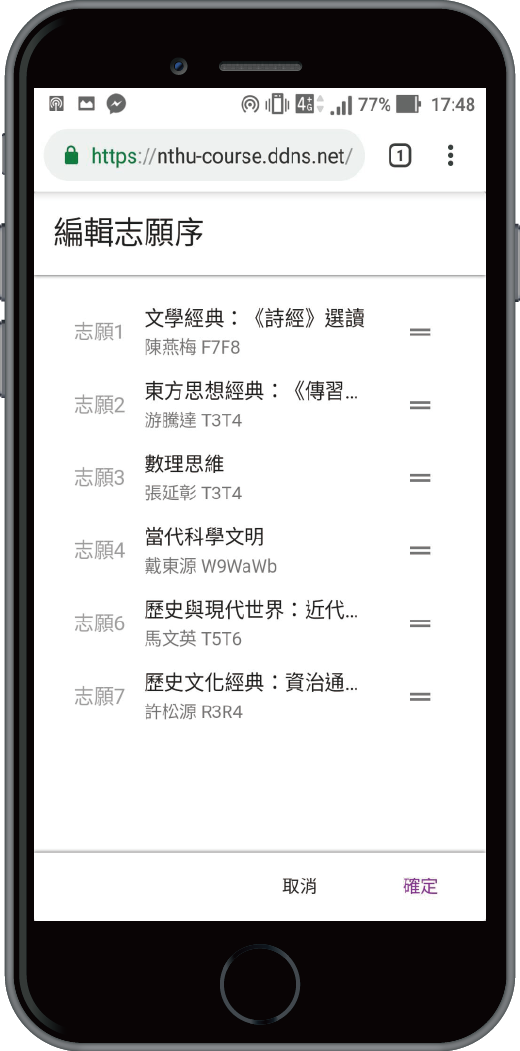 77% 17:48
https://nthu-course.ddns.net/
1
編輯志願序
志願1
文學經典：《詩經》選讀
陳燕梅 F7F8
志願2
東方思想經典：《傳習...
游騰達 T3T4
志願3
數理思維
張延彰 T3T4
志願4
當代科學文明
戴東源 W9WaWb
志願6
歷史與現代世界：近代...
馬文英 T5T6
志願7
歷史文化經典：資治通...
許松源 R3R4
取消 確定